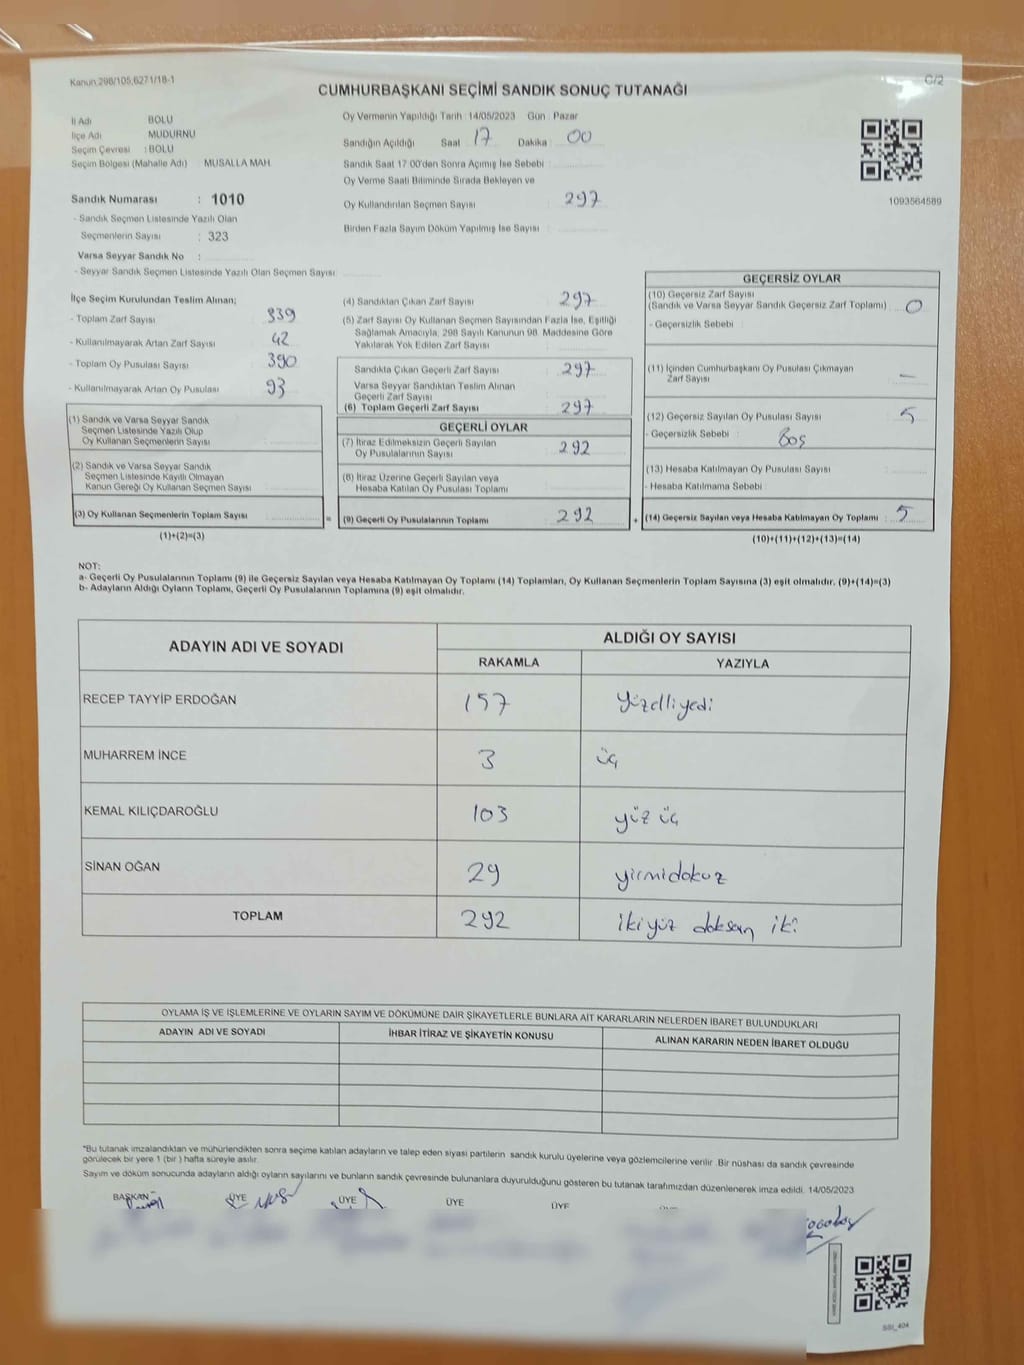 Kanun 298/105,6271/18-1
C/2
CUMHURBAŞKANI SEÇİMİ SANDIK SONUÇ TUTANAĞI
İl Adı BOLU
İlçe Adı MUDURNU
Seçim Çevresi : BOLU
Seçim Bölgesi (Mahalle Adı) : MUSALLA MAH.
Sandık Numarası : 1010
- Sandık Seçmen Listesinde Yazılı Olan
Seçmenlerin Sayısı : 323
Varsa Seyyar Sandık No :
- Seyyar Sandık Seçmen Listesinde Yazılı Olan Seçmen Sayısı
Oy Vermenin Yapıldığı Tarih : 14/05/2023 Gün : Pazar
Sandığın Açıldığı Saat : 17 Dakika : 00
Sandık Saat 17 00'den Sonra Açımış İse Sebebi :
Oy Verme Saati Bitiminde Sırada Bekleyen ve
Oy Kullandırılan Seçmen Sayısı : 297
Birden Fazla Sayım Döküm Yapılmış İse Sayısı :
1093564589
İlçe Seçim Kurulundan Teslim Alınan;
- Toplam Zarf Sayısı : 339
- Kullanılmayarak Artan Zarf Sayısı : 42
- Toplam Oy Pusulası Sayısı : 390
- Kullanılmayarak Artan Oy Pusulası : 93
(1) Sandık ve Varsa Seyyar Sandık
Seçmen Listesinde Yazılı Olup
Oy Kullanan Seçmenlerin Sayısı :
(2) Sandık ve Varsa Seyyar Sandık
Seçmen Listesinde Kayıtlı Olmayan
Kanun Gereği Oy Kullanan Seçmen Sayısı :
(3) Oy Kullanan Seçmenlerin Toplam Sayısı :
(1)+(2)=(3)
(4) Sandıktan Çıkan Zarf Sayısı : 297
(5) Zarf Sayısı Oy Kullanan Seçmen Sayısından Fazla İse, Eşitliği
Sağlamak Amacıyla, 298 Sayılı Kanunun 98. Maddesine Göre
Yakılarak Yok Edilen Zarf Sayısı :
Sandıkta Çıkan Geçerli Zarf Sayısı : 297
Varsa Seyyar Sandıktan Teslim Alınan
Geçerli Zarf Sayısı :
(6) Toplam Geçerli Zarf Sayısı : 297
GEÇERLİ OYLAR
(7) İtiraz Edilmeksizin Geçerli Sayılan
Oy Pusulalarının Sayısı : 292
(8) İtiraz Üzerine Geçerli Sayılan veya
Hesaba Katılan Oy Pusulası Toplamı :
= (9) Geçerli Oy Pusulalarının Toplamı : 292 +
GEÇERSİZ OYLAR
(10) Geçersiz Zarf Sayısı
(Sandık ve Varsa Seyyar Sandık Geçersiz Zarf Toplamı) : 0
- Geçersizlik Sebebi :
(11) İçinden Cumhurbaşkanı Oy Pusulası Çıkmayan
Zarf Sayısı : —
(12) Geçersiz Sayılan Oy Pusulası Sayısı : 5
- Geçersizlik Sebebi : Boş
(13) Hesaba Katılmayan Oy Pusulası Sayısı :
- Hesaba Katılmama Sebebi :
(14) Geçersiz Sayılan veya Hesaba Katılmayan Oy Toplamı : 5
(10)+(11)+(12)+(13)=(14)
NOT:
a- Geçerli Oy Pusulalarının Toplamı (9) ile Geçersiz Sayılan veya Hesaba Katılmayan Oy Toplamı (14) Toplamları, Oy Kullanan Seçmenlerin Toplam Sayısına (3) eşit olmalıdır. (9)+(14)=(3)
b- Adayların Aldığı Oyların Toplamı, Geçerli Oy Pusulalarının Toplamına (9) eşit olmalıdır.
ADAYIN ADI VE SOYADI ALDIĞI OY SAYISI
RAKAMLA YAZIYLA
RECEP TAYYİP ERDOĞAN 157 yüzelliyedi
MUHARREM İNCE 3 üç
KEMAL KILIÇDAROĞLU 103 yüz üç
SİNAN OĞAN 29 yirmidokuz
TOPLAM 292 ikiyüz doksan iki
OYLAMA İŞ VE İŞLEMLERİNE VE OYLARIN SAYIM VE DÖKÜMÜNE DAİR ŞİKAYETLERLE BUNLARA AİT KARARLARIN NELERDEN İBARET BULUNDUKLARI
ADAYIN ADI VE SOYADI İHBAR İTİRAZ VE ŞİKAYETİN KONUSU ALINAN KARARIN NEDEN İBARET OLDUĞU
*Bu tutanak imzalandıktan ve mühürlendikten sonra seçime katılan adayların ve talep eden siyasi partilerin sandık kurulu üyelerine veya gözlemcilerine verilir. Bir nüshası da sandık çevresinde
görülecek bir yere 1 (bir ) hafta süreyle asılır.
Sayım ve döküm sonucunda adayların aldığı oyların sayılarını ve bunların sandık çevresinde bulunanlara duyurulduğunu gösteren bu tutanak tarafımızdan düzenlenerek imza edildi. 14/05/2023
BAŞKAN ÜYE ÜYE ÜYE ÜYE
SSI_404